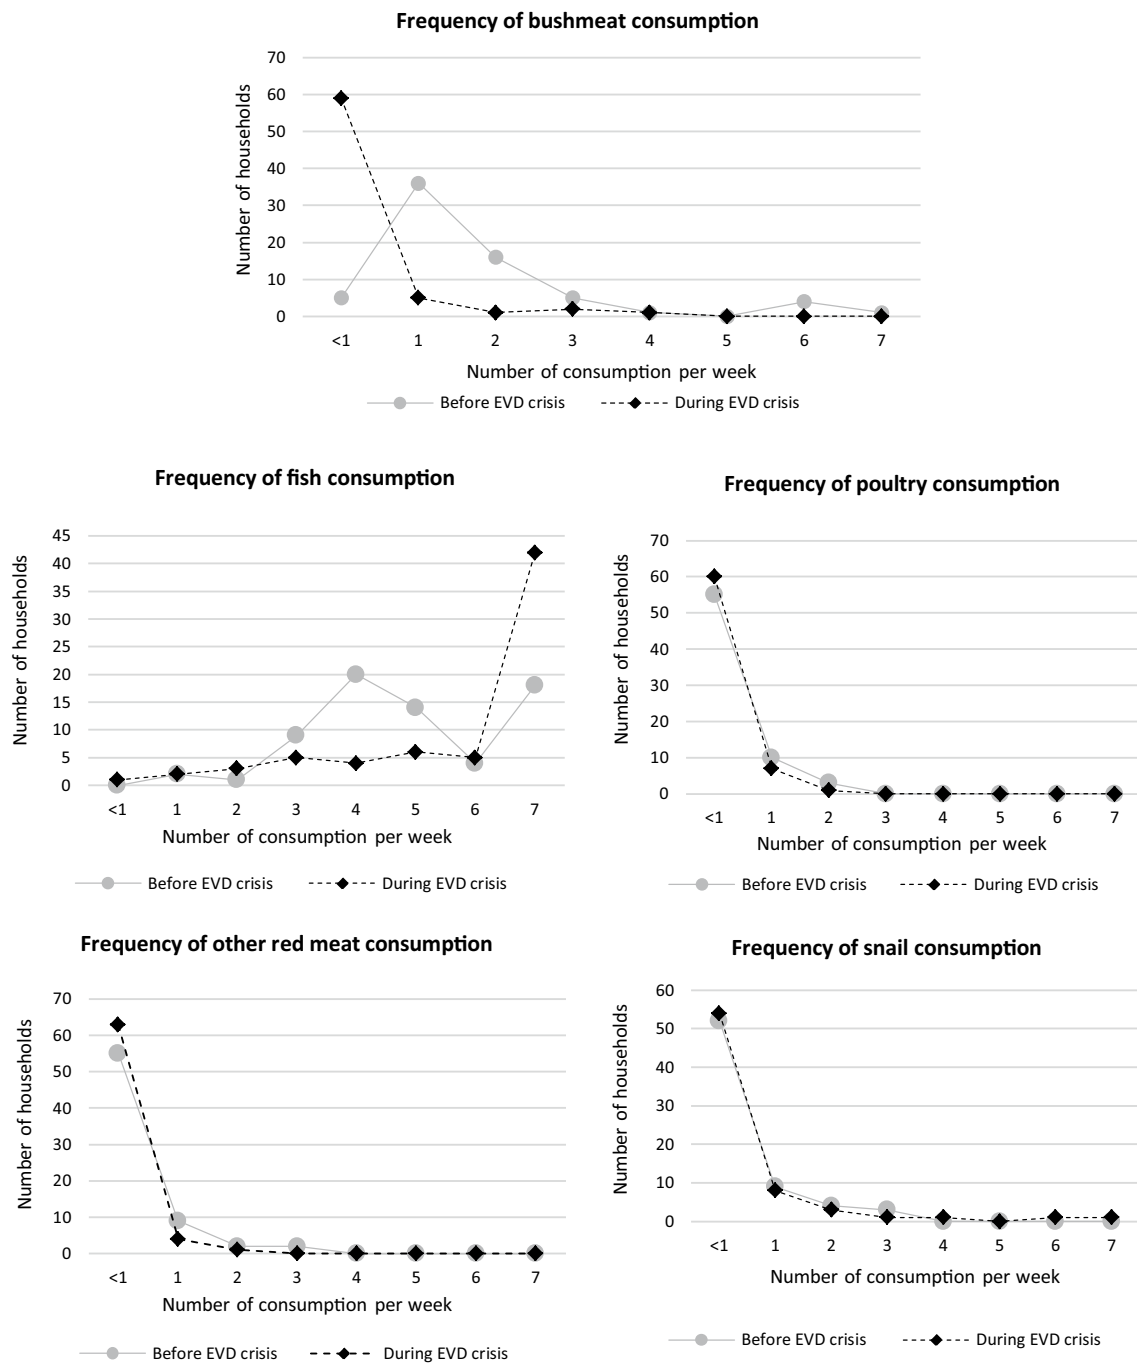 Frequency of bushmeat consumption
Number of households
70
60
50
40
30
20
10
0
<1 1 2 3 4 5 6 7
Number of consumption per week
Before EVD crisis During EVD crisis
Frequency of fish consumption
Number of households
45
40
35
30
25
20
15
10
5
0
<1 1 2 3 4 5 6 7
Number of consumption per week
Before EVD crisis During EVD crisis
Frequency of poultry consumption
Number of households
70
60
50
40
30
20
10
0
<1 1 2 3 4 5 6 7
Number of consumption per week
Before EVD crisis During EVD crisis
Frequency of other red meat consumption
Number of households
70
60
50
40
30
20
10
0
<1 1 2 3 4 5 6 7
Number of consumption per week
Before EVD crisis During EVD crisis
Frequency of snail consumption
Number of households
60
50
40
30
20
10
0
<1 1 2 3 4 5 6 7
Number of consumption per week
Before EVD crisis During EVD crisis